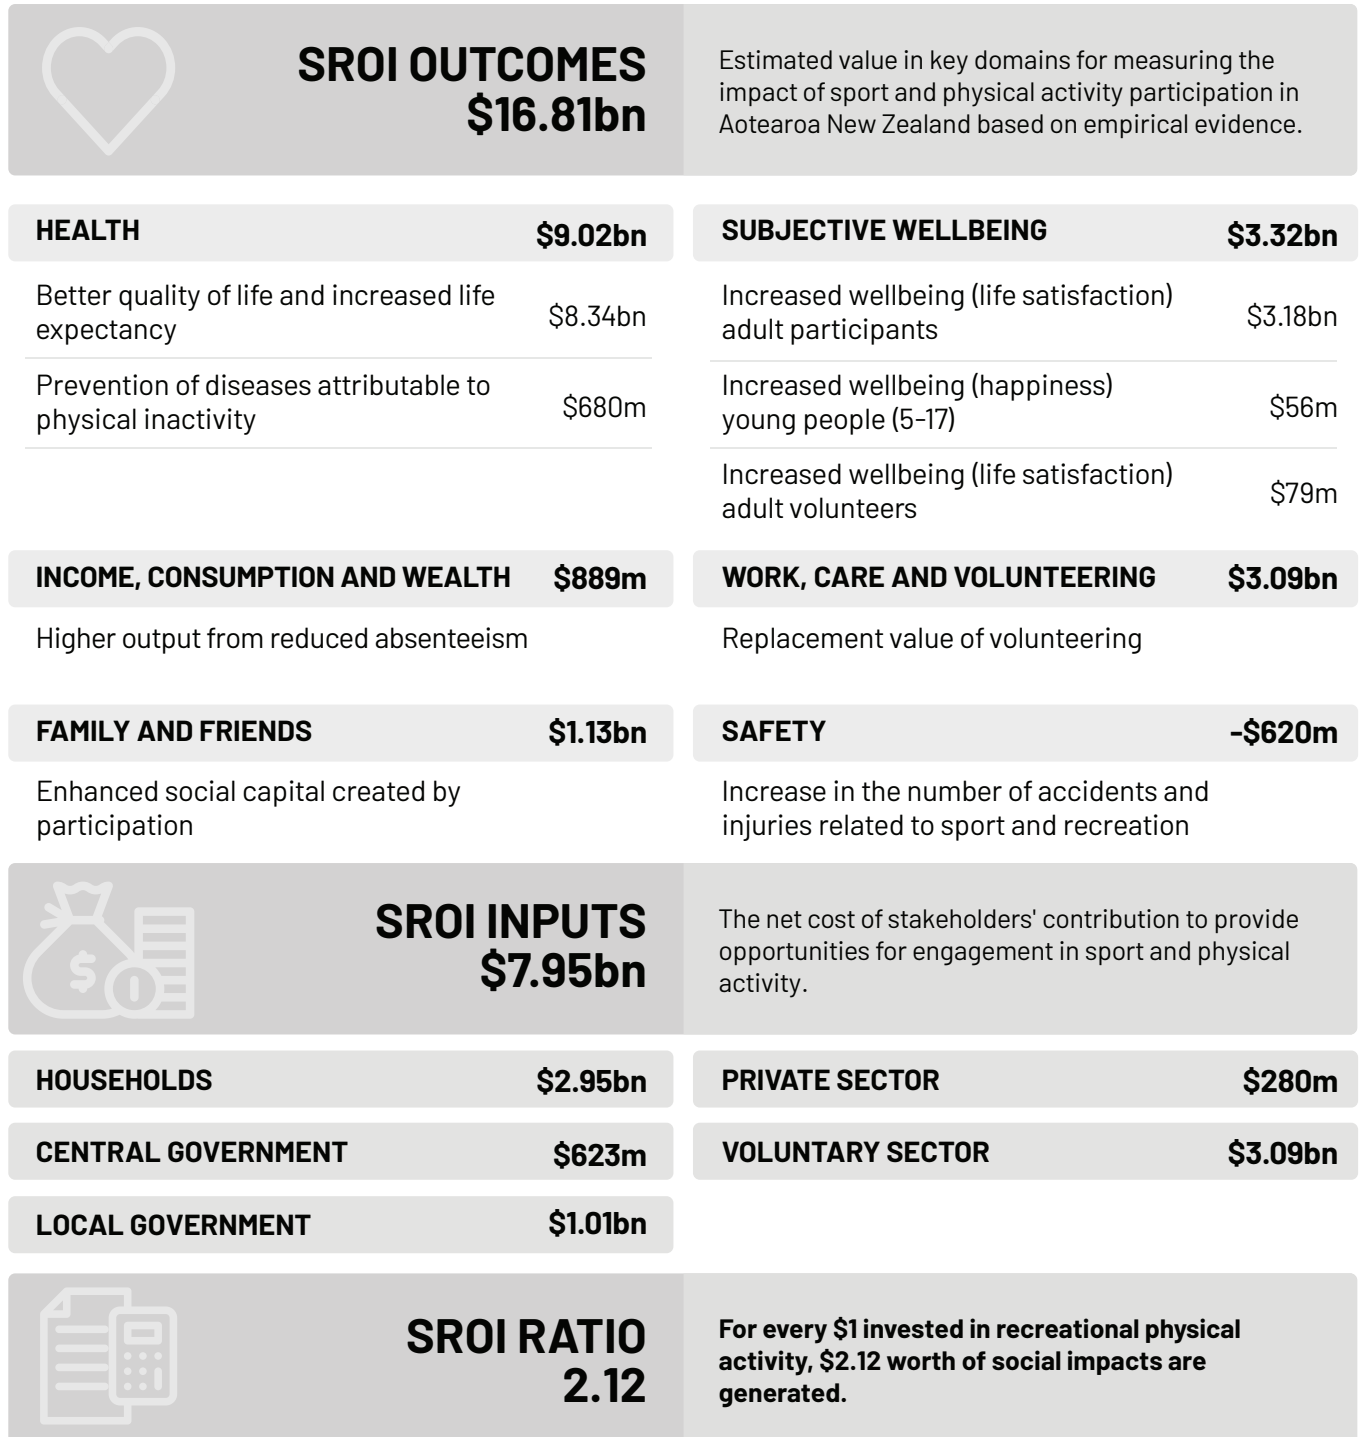 SROI OUTCOMES
$16.81bn
Estimated value in key domains for measuring the
impact of sport and physical activity participation in
Aotearoa New Zealand based on empirical evidence.
HEALTH $9.02bn
Better quality of life and increased life
expectancy
$8.34bn
Prevention of diseases attributable to
physical inactivity
$680m
SUBJECTIVE WELLBEING $3.32bn
Increased wellbeing (life satisfaction)
adult participants
$3.18bn
Increased wellbeing (happiness)
young people (5-17)
$56m
Increased wellbeing (life satisfaction)
adult volunteers
$79m
INCOME, CONSUMPTION AND WEALTH $889m
Higher output from reduced absenteeism
WORK, CARE AND VOLUNTEERING $3.09bn
Replacement value of volunteering
FAMILY AND FRIENDS $1.13bn
Enhanced social capital created by
participation
SAFETY -$620m
Increase in the number of accidents and
injuries related to sport and recreation
$
SROI INPUTS
$7.95bn
The net cost of stakeholders' contribution to provide
opportunities for engagement in sport and physical
activity.
HOUSEHOLDS $2.95bn
PRIVATE SECTOR $280m
CENTRAL GOVERNMENT $623m
VOLUNTARY SECTOR $3.09bn
LOCAL GOVERNMENT $1.01bn
SROI RATIO
2.12
For every $1 invested in recreational physical
activity, $2.12 worth of social impacts are
generated.